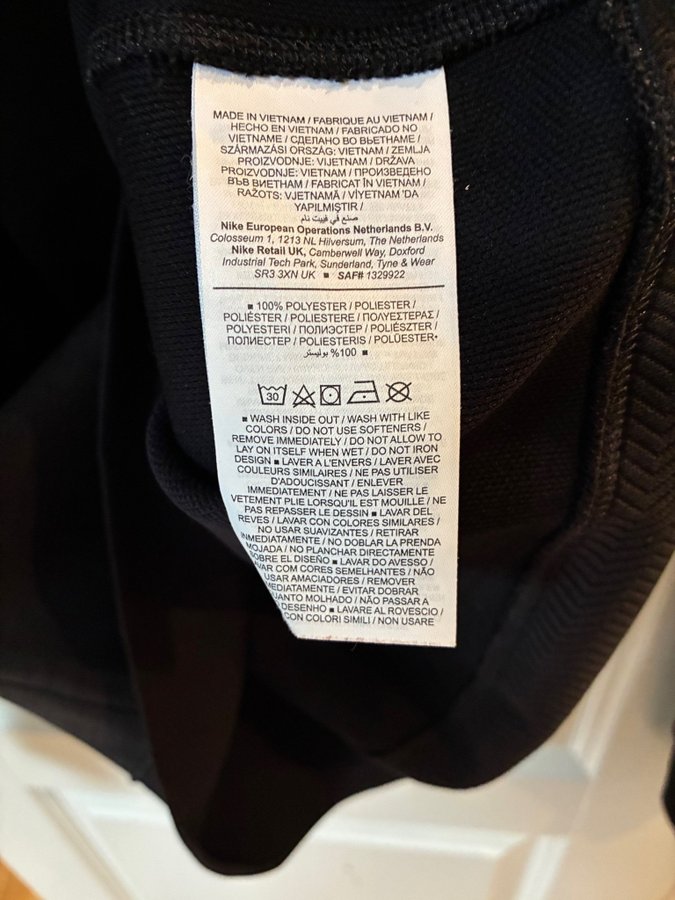 MADE IN VIETNAM / FABRIQUE AU VIETNAM /
HECHO EN VIETNAM / FABRICADO NO
VIETNAME / СДЕЛАНО ВО ВЬЕТНАМЕ /
SZÁRMAZÁSI ORSZÁG: VIETNAM / ZEMLJA
PROIZVODNJE: VIJETNAM / DRŽAVA
PROIZVODNJE: VIETNAM / ПРОИЗВЕДЕНО
ВЪВ ВИЕТНАМ / FABRICAT ÎN VIETNAM /
RAŽOTS: VJETNAMĀ / VİYETNAM 'DA
YAPILMIŞTIR /
صنع في فييت نام
Nike European Operations Netherlands B.V.
Colosseum 1, 1213 NL Hilversum, The Netherlands
Nike Retail UK, Camberwell Way, Doxford
Industrial Tech Park, Sunderland, Tyne & Wear
SR3 3XN UK ■ SAF# 1329922
■ 100% POLYESTER / POLIESTER /
POLIÉSTER / POLIESTERE / ΠΟΛΥΕΣΤΕΡΑΣ /
POLYESTERI / ПОЛИЭСТЕР / POLIÉSZTER /
ПОЛИЕСТЕР / POLIESTERIS / POLÜESTER*
%100 بوليستر ■
30
■ WASH INSIDE OUT / WASH WITH LIKE
COLORS / DO NOT USE SOFTENERS /
REMOVE IMMEDIATELY / DO NOT ALLOW TO
LAY ON ITSELF WHEN WET / DO NOT IRON
DESIGN ■ LAVER A L'ENVERS / LAVER AVEC
COULEURS SIMILAIRES / NE PAS UTILISER
D'ADOUCISSANT / ENLEVER
IMMEDIATEMENT / NE PAS LAISSER LE
VETEMENT PLIE LORSQU'IL EST MOUILLE / NE
PAS REPASSER LE DESSIN ■ LAVAR DEL
REVES / LAVAR CON COLORES SIMILARES /
NO USAR SUAVIZANTES / RETIRAR
INMEDIATAMENTE / NO DOBLAR LA PRENDA
MOJADA / NO PLANCHAR DIRECTAMENTE
SOBRE EL DISEÑO ■ LAVAR DO AVESSO /
VAR COM CORES SEMELHANTES / NÃO
USAR AMACIADORES / REMOVER
MEDIATAMENTE / EVITAR DOBRAR
UANTO MOLHADO / NÃO PASSAR A
DESENHO ■ LAVARE AL ROVESCIO /
CON COLORI SIMILI / NON USARE